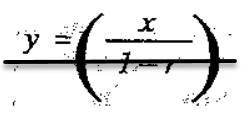 y = ( x / 1 – )